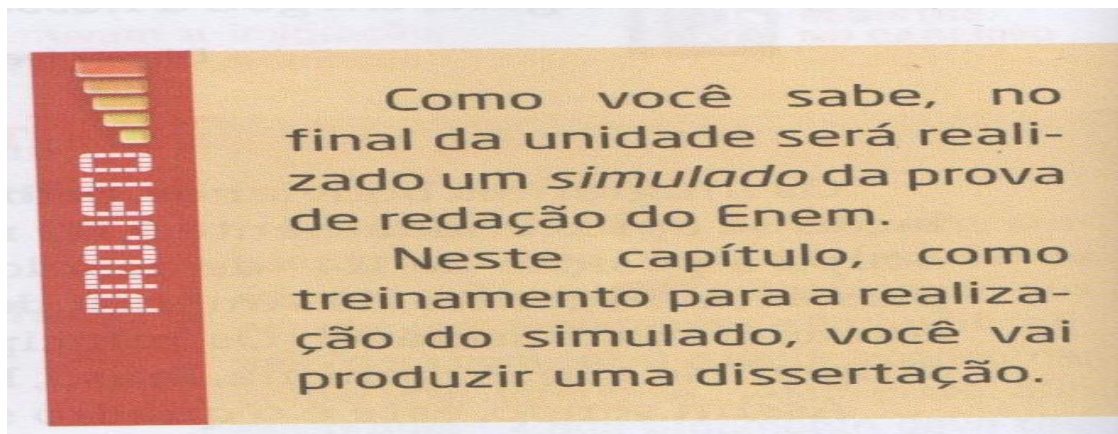 PROJETO
Como você sabe, no
final da unidade será reali-
zado um simulado da prova
de redação do Enem.
Neste capítulo, como
treinamento para a realiza-
ção do simulado, você vai
produzir uma dissertação.